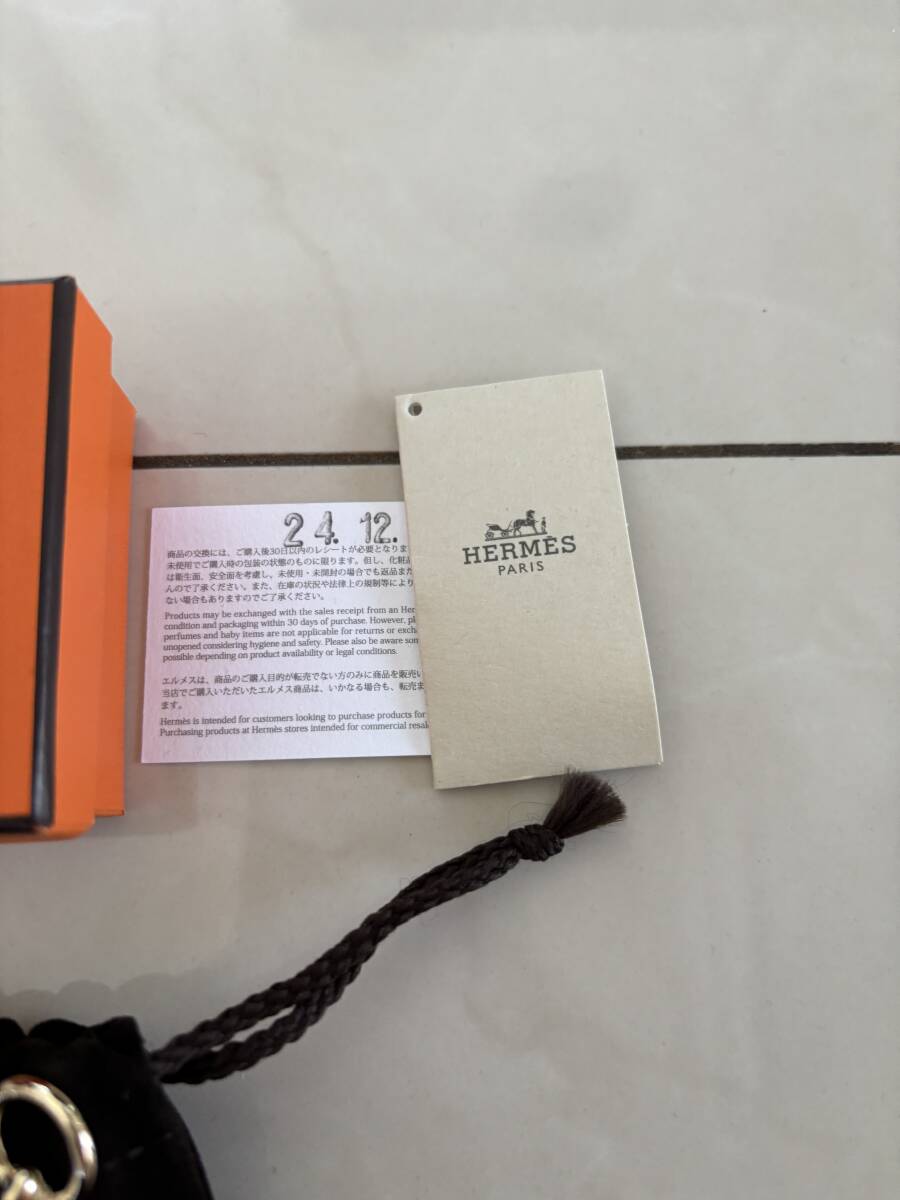 24.12.
商品の交換には、ご購入後30日以内のレシートが必要となりま
未使用でご購入時の包装の状態のものに限ります。但し、化粧品
は衛生面、安全面を考慮し、未使用・未開封の場合でも返品また
んので了承ください。また、在庫の状況や法律上の規制等により
ない場合もありますのでご了承ください。
Products may be exchanged with the sales receipt from an Her
condition and packaging within 30 days of purchase. However, pi
perfumes and baby items are not applicable for returns or exch
unopened considering hygiene and safety. Please also be aware som
possible depending on product availability or legal conditions.
エルメスは、商品のご購入目的が転売でない方のみに商品を販売い
当店でご購入いただいたエルメス商品は、いかなる場合も、転売ま
ます。
Hermès is intended for customers looking to purchase products for
Purchasing products at Hermès stores intended for commercial resal
HERMÈS
PARIS